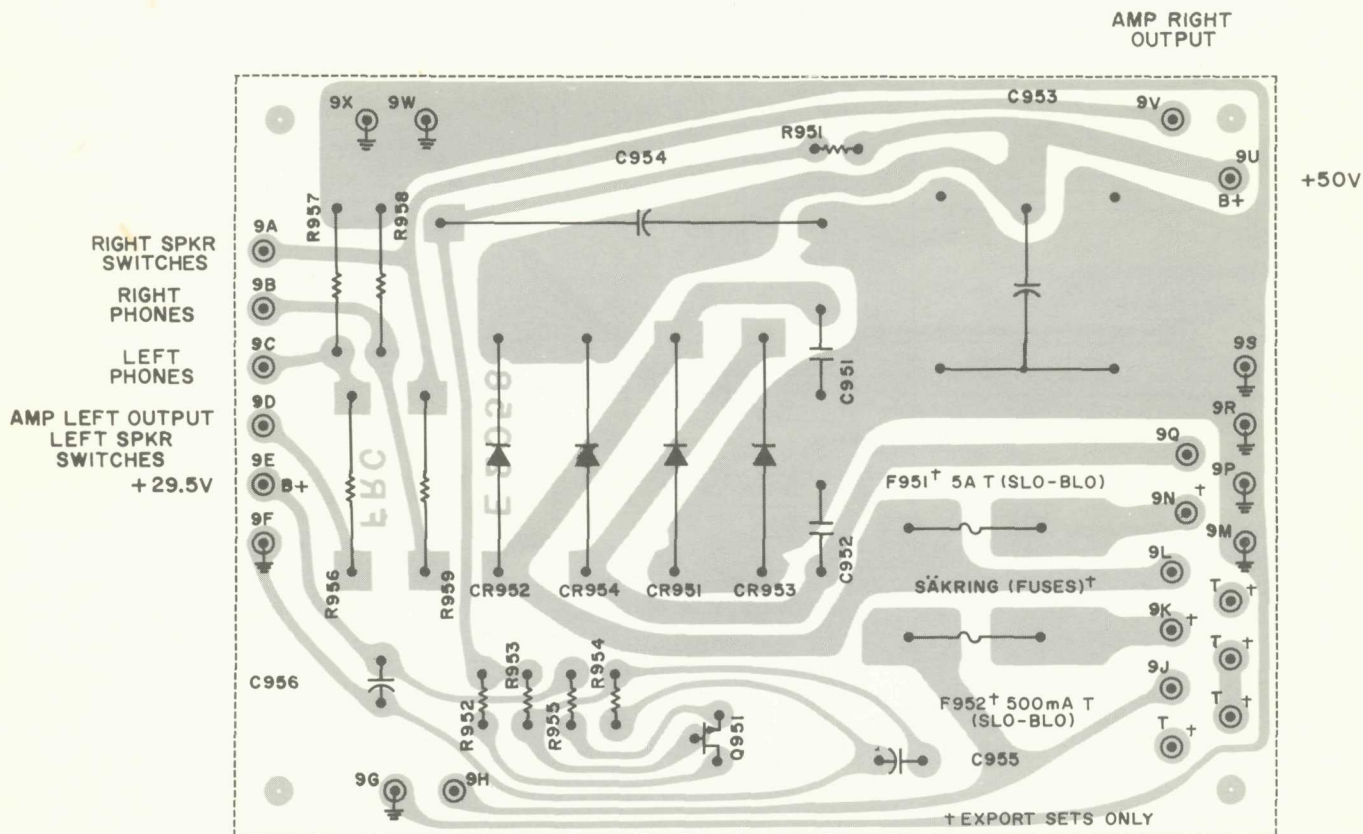 AMP RIGHT
OUTPUT
9X
9W
C953
9V
R951
C954
9U
+50V
B+
R957
R958
9A
RIGHT SPKR
SWITCHES
9B
RIGHT
PHONES
9C
LEFT
PHONES
9S
C951
9D
AMP LEFT OUTPUT
LEFT SPKR
SWITCHES
9R
9E
+29.5V
B+
9Q
9P
F951† 5A T (SLO-BLO)
9N
†
9F
FRC
9M
C952
9L
R956
R959
CR952
CR954
CR951
CR953
SÄKRING (FUSES)†
T
†
9K
†
R953
R954
T
†
C956
9J
R952
R955
F952† 500mA T
(SLO-BLO)
T
†
Q951
T
†
C955
9G
9H
† EXPORT SETS ONLY